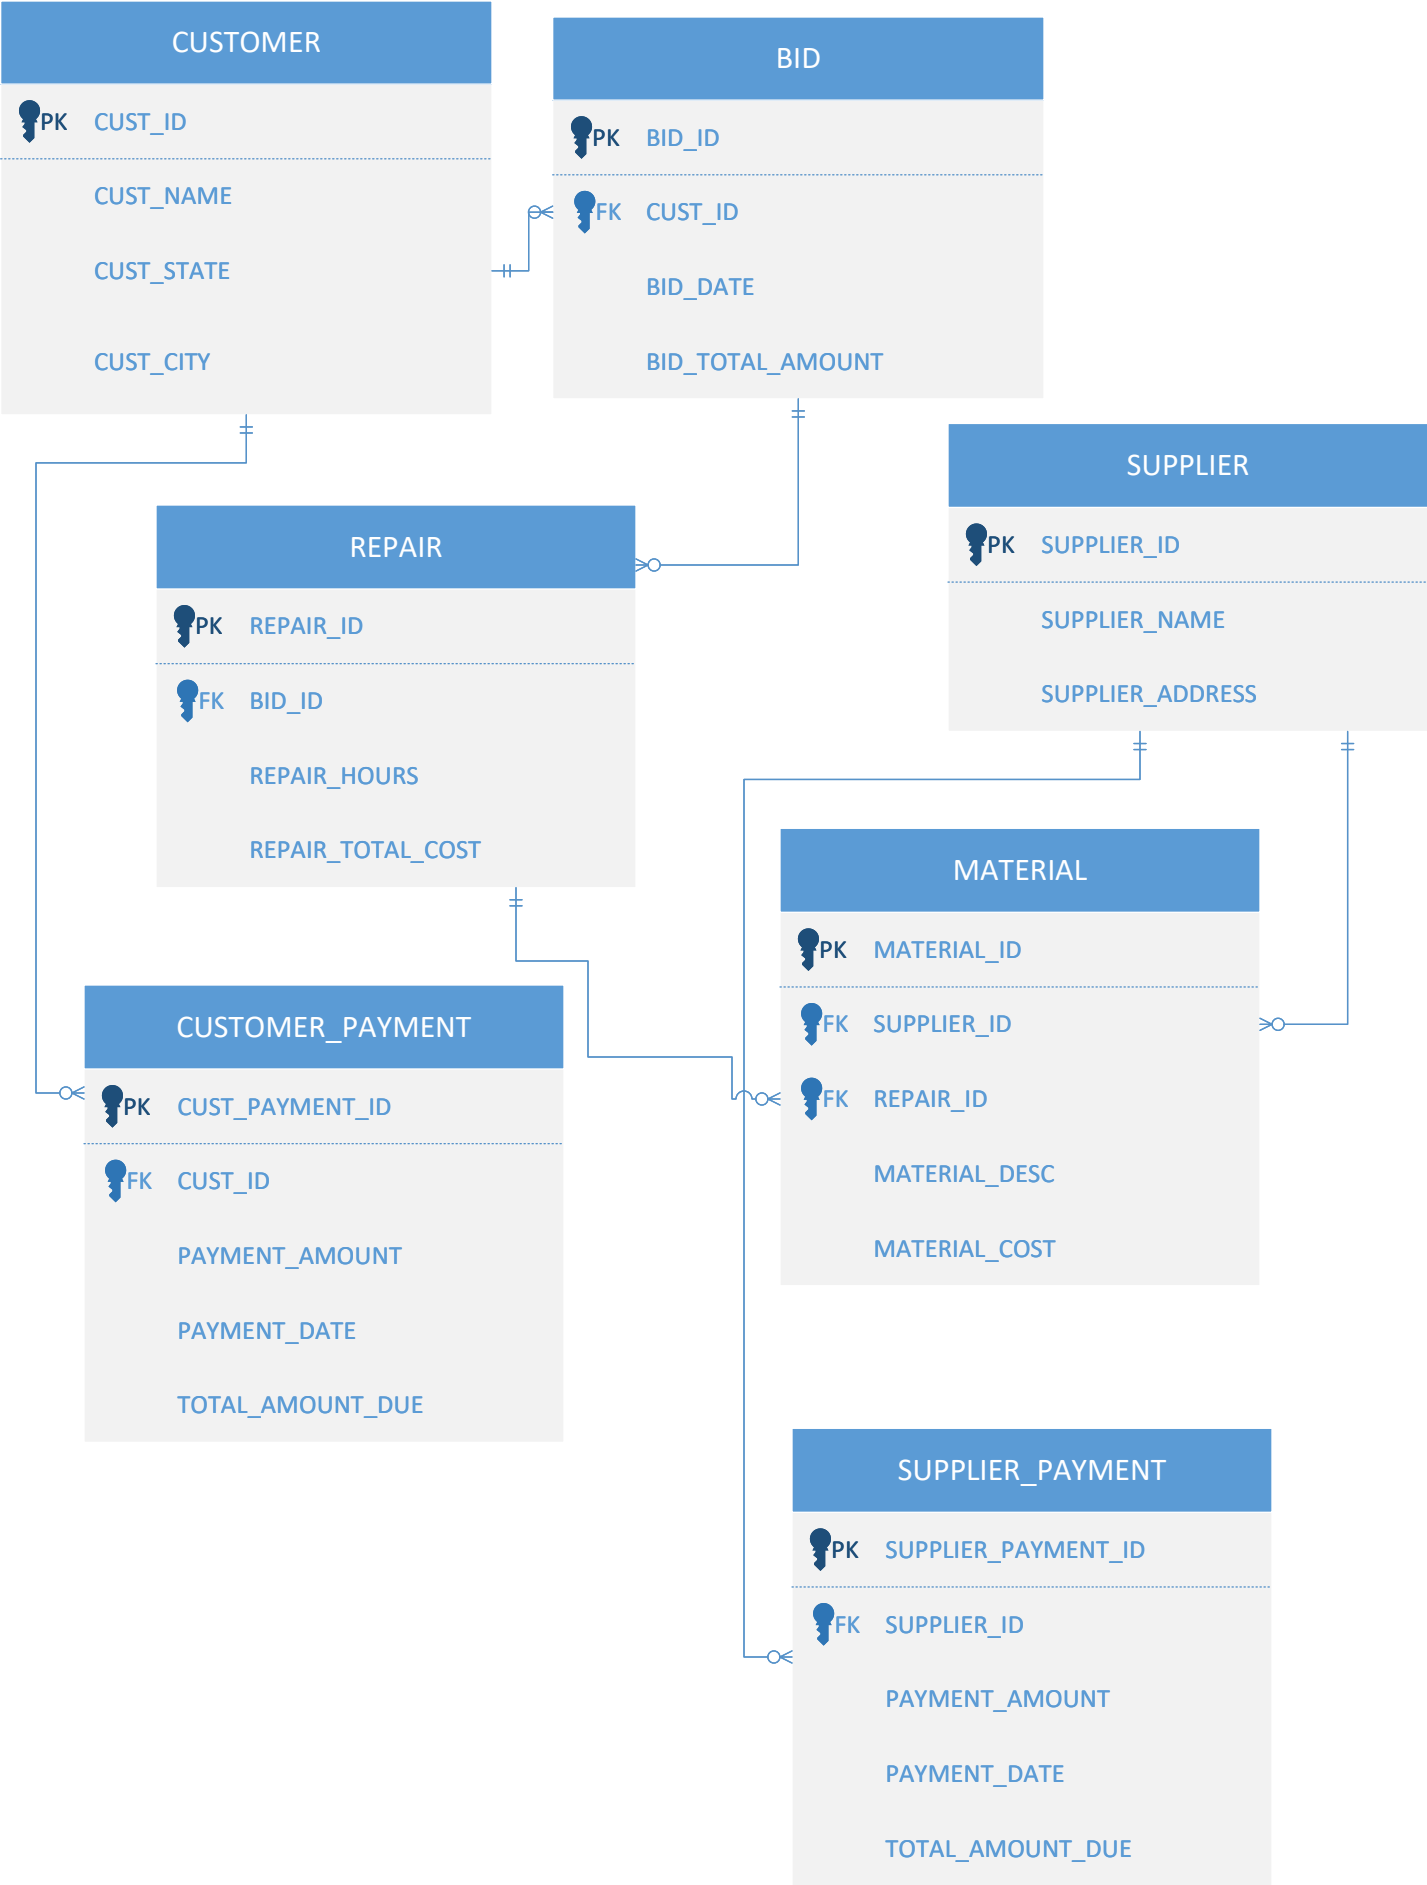 CUSTOMER
PK CUST_ID
CUST_NAME
CUST_STATE
CUST_CITY
BID
PK BID_ID
FK CUST_ID
BID_DATE
BID_TOTAL_AMOUNT
SUPPLIER
PK SUPPLIER_ID
SUPPLIER_NAME
SUPPLIER_ADDRESS
REPAIR
PK REPAIR_ID
FK BID_ID
REPAIR_HOURS
REPAIR_TOTAL_COST
MATERIAL
PK MATERIAL_ID
FK SUPPLIER_ID
FK REPAIR_ID
MATERIAL_DESC
MATERIAL_COST
CUSTOMER_PAYMENT
PK CUST_PAYMENT_ID
FK CUST_ID
PAYMENT_AMOUNT
PAYMENT_DATE
TOTAL_AMOUNT_DUE
SUPPLIER_PAYMENT
PK SUPPLIER_PAYMENT_ID
FK SUPPLIER_ID
PAYMENT_AMOUNT
PAYMENT_DATE
TOTAL_AMOUNT_DUE